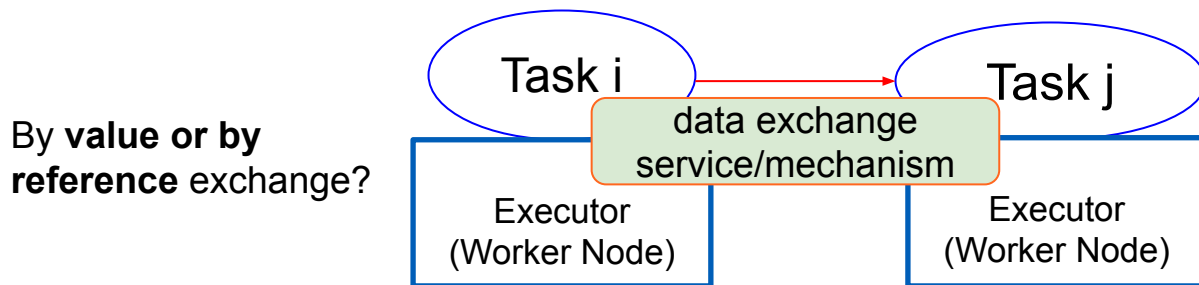 By value or by
reference exchange?
Task i
Task j
data exchange
service/mechanism
Executor
(Worker Node)
Executor
(Worker Node)